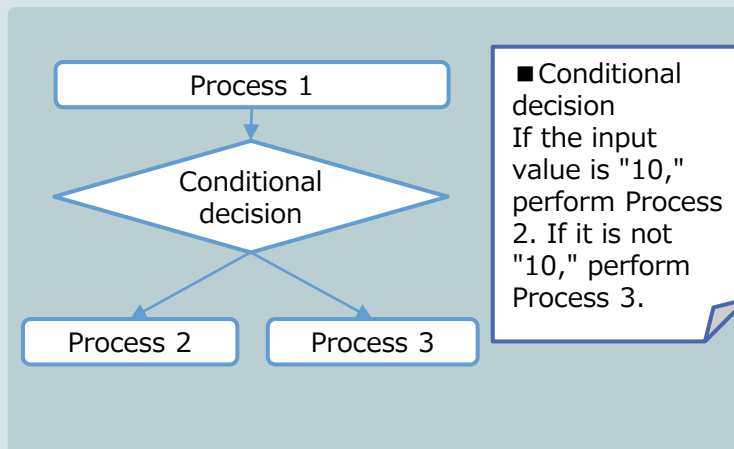 Process 1
Conditional
decision
Process 2
Process 3
■Conditional
decision
If the input
value is "10,"
perform Process
2. If it is not
"10," perform
Process 3.